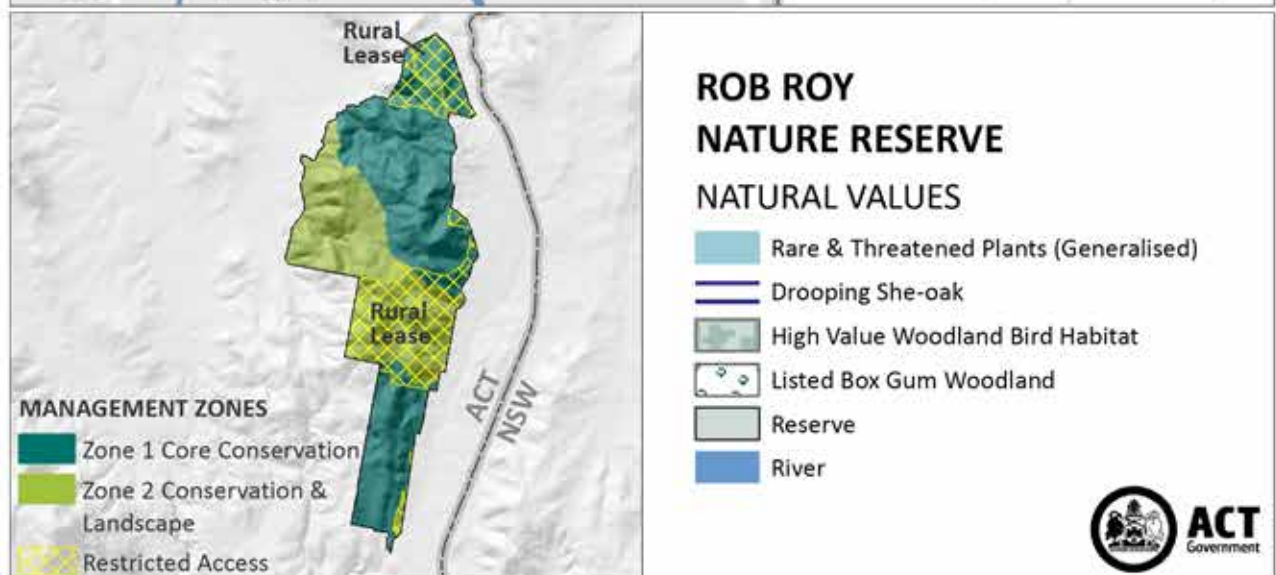 Rural
Lease
Rural
Lease
ACT
NSW
MANAGEMENT ZONES
Zone 1 Core Conservation
Zone 2 Conservation &
Landscape
Restricted Access
ROB ROY
NATURE RESERVE
NATURAL VALUES
Rare & Threatened Plants (Generalised)
Drooping She-oak
High Value Woodland Bird Habitat
Listed Box Gum Woodland
Reserve
River
ACT
Government